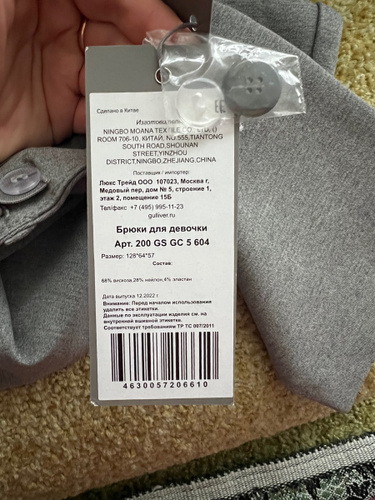 Сделано в Китае
Изготовитель
NINGBO MOANA TEXTILE CO., LTD, ()
ROOM 706-10, КИТАЙ, NO.555,TIANTONG
SOUTH ROAD,SHOUNAN
STREET,YINZHOU
DISTRICT,NINGBO,ZHEJIANG,CHINA
Поставщик / импортер
Люкс Трейд ООО 107023, Москва г,
Медовый пер, дом № 5, строение 1,
этаж 2, помещение 15Б
Тел/факс +7 (495) 995-11-23
gulliver.ru
Брюки для девочки
Арт. 200 GS GC 5 604
Размер: 128*64*57
Состав:
68% вискоза,28% нейлон,4% эластан
Дата выпуска 12.2022 г
Внимание: Перед началом использования
удалить все этикетки
Данные по эксплуатации изделия см. на
внутренней вшивной этикетке.
Соответствует требованиям ТР ТС 007/2011
4630057206610